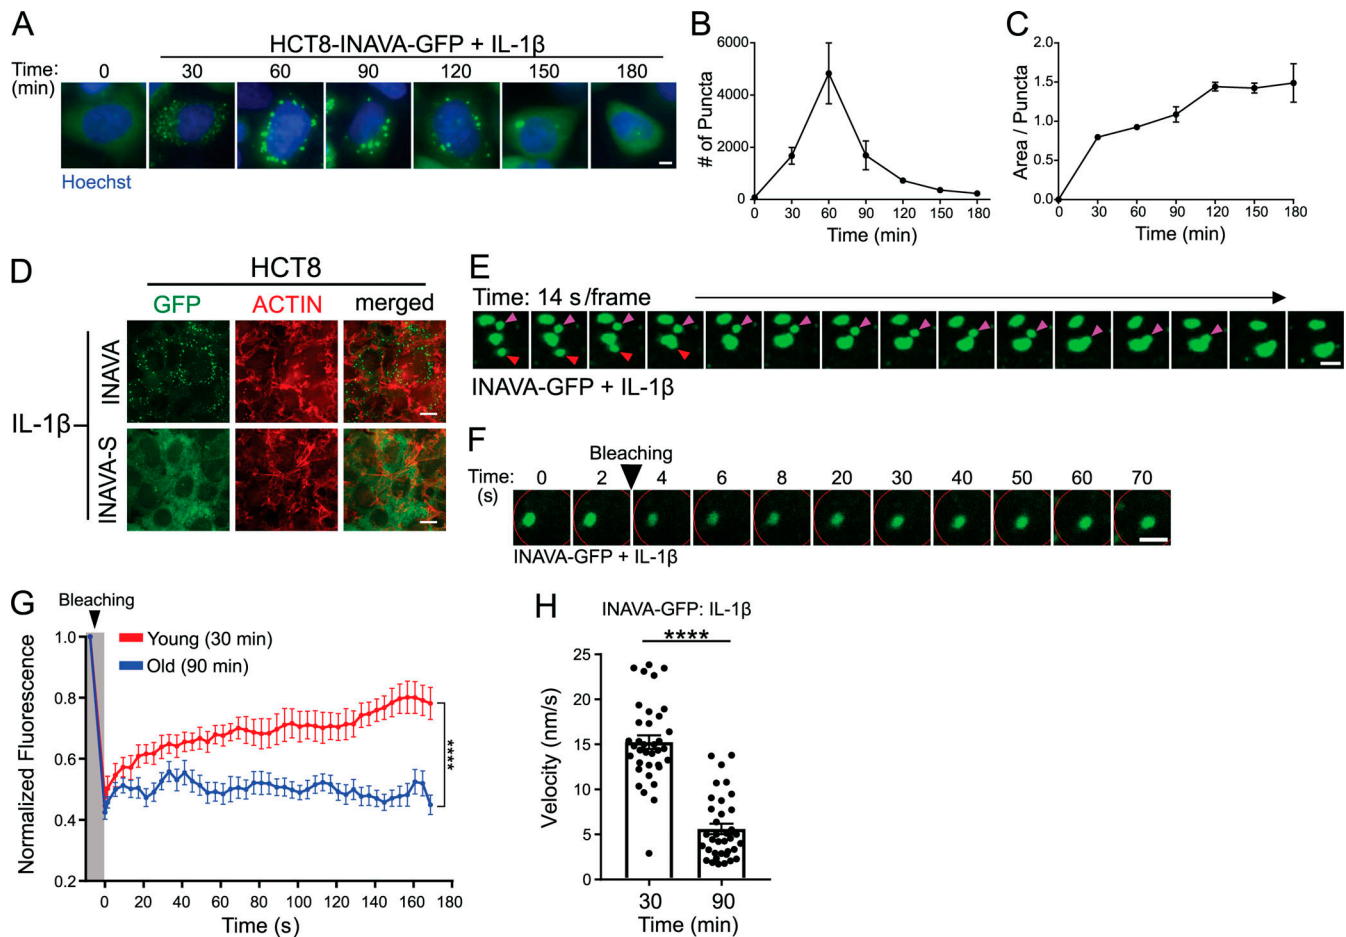 A
HCT8-INAVA-GFP + IL-1β
Time: 0 30 60 90 120 150 180
(min)
Hoechst
B
# of Puncta
6000
4000
2000
0
0 30 60 90 120 150 180
Time (min)
C
Area / Puncta
2.0
1.5
1.0
0.5
0.0
0 30 60 90 120 150 180
Time (min)
D
HCT8
GFP ACTIN merged
IL-1β
INAVA
INAVA-S
E
Time: 14 s/frame
INAVA-GFP + IL-1β
F
Bleaching
Time: 0 2 4 6 8 20 30 40 50 60 70
(s)
INAVA-GFP + IL-1β
G
Bleaching
Young (30 min)
Old (90 min)
Normalized Fluorescence
1.0
0.8
0.6
0.4
0.2
****
0 20 40 60 80 100 120 140 160 180
Time (s)
H
INAVA-GFP: IL-1β
****
Velocity (nm/s)
25
20
15
10
5
0
30 90
Time (min)